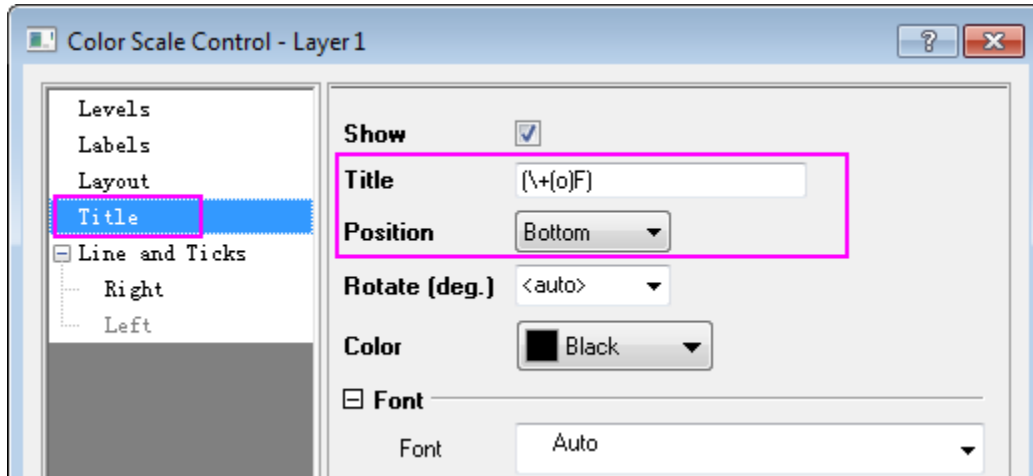 Color Scale Control - Layer 1
?
Levels
Labels
Layout
Title
Line and Ticks
Right
Left
Show
Title (\+(o)F)
Position Bottom
Rotate (deg.) <auto>
Color Black
Font
Font Auto